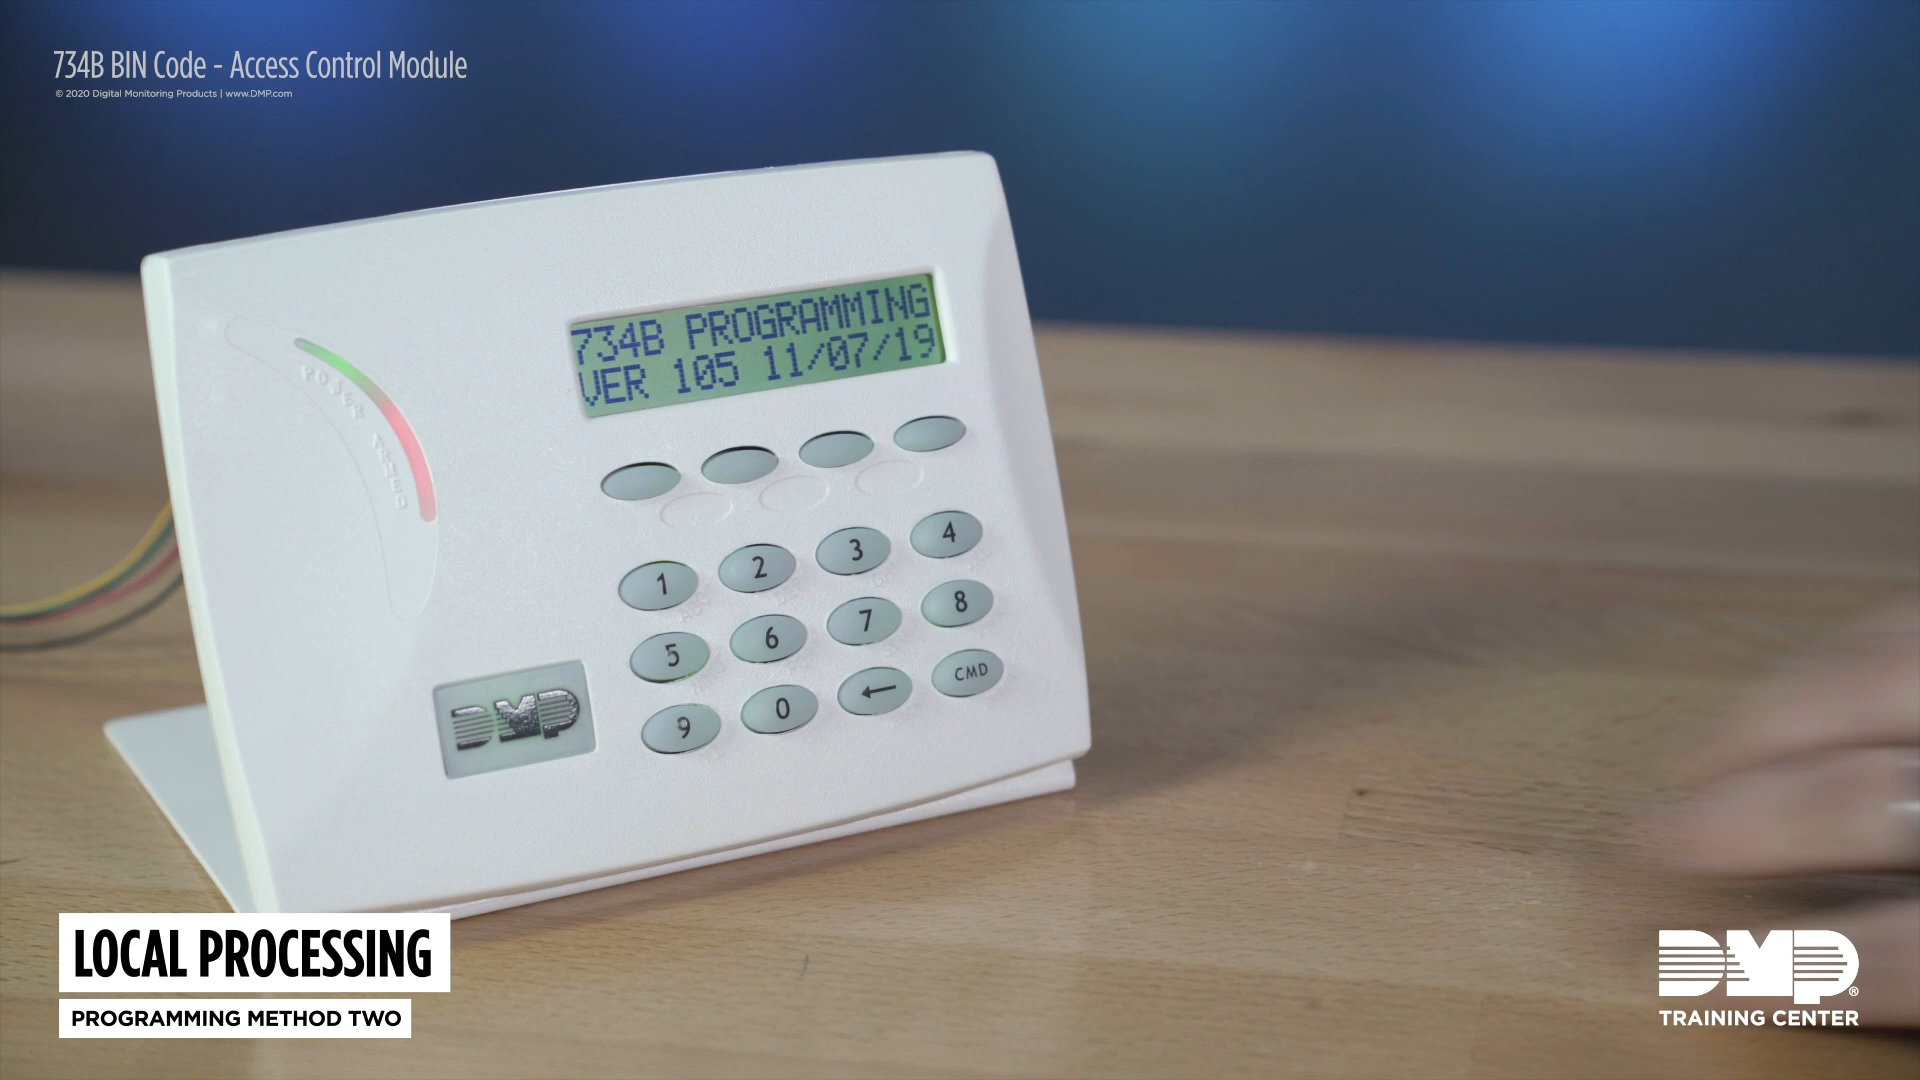 734B BIN Code - Access Control Module
© 2020 Digital Monitoring Products | www.DMP.com
734B PROGRAMMING
VER 105 11/07/19
POWER
ARMED
1 2 3 4
5 6 7 8
9 0 ← CMD
DMP
LOCAL PROCESSING
PROGRAMMING METHOD TWO
DMP®
TRAINING CENTER